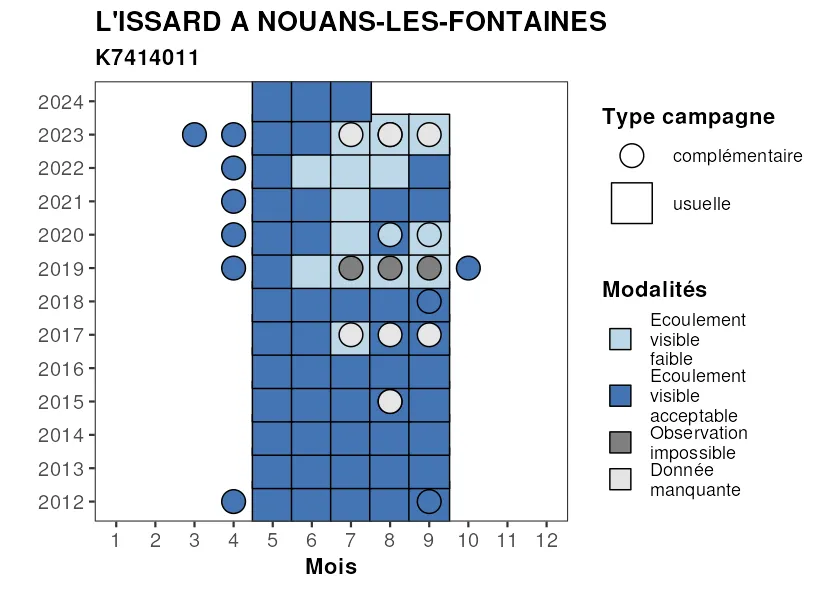 L'ISSARD A NOUANS-LES-FONTAINES
K7414011
2024
2023
2022
2021
2020
2019
2018
2017
2016
2015
2014
2013
2012
1 2 3 4 5 6 7 8 9 10 11 12
Mois
Type campagne
complémentaire
usuelle
Modalités
Ecoulement
visible
faible
Ecoulement
visible
acceptable
Observation
impossible
Donnée
manquante